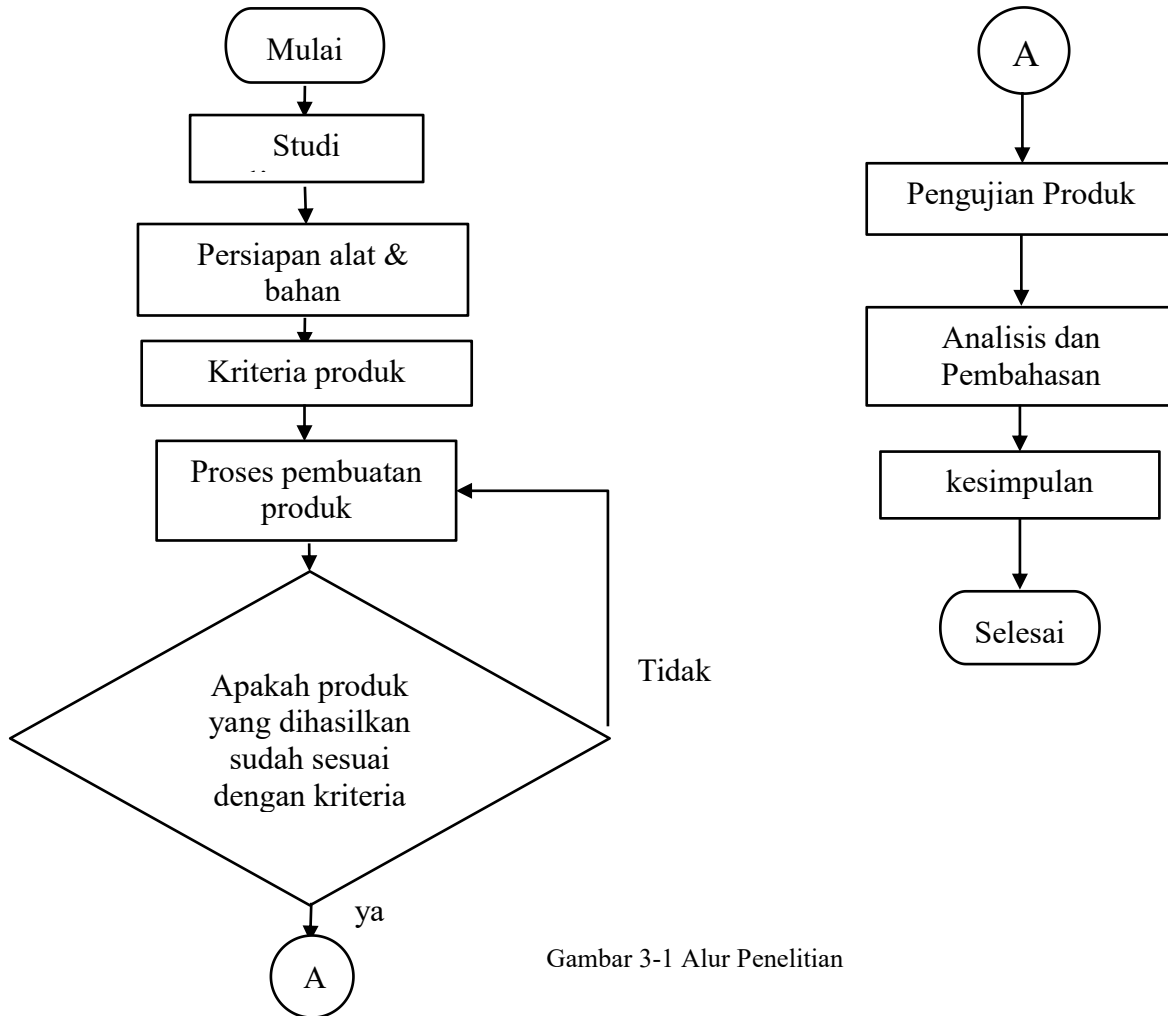 Mulai
Studi
Persiapan alat &
bahan
Kriteria produk
Proses pembuatan
produk
Apakah produk
yang dihasilkan
sudah sesuai
dengan kriteria
Tidak
ya
A
A
Pengujian Produk
Analisis dan
Pembahasan
kesimpulan
Selesai
Gambar 3-1 Alur Penelitian